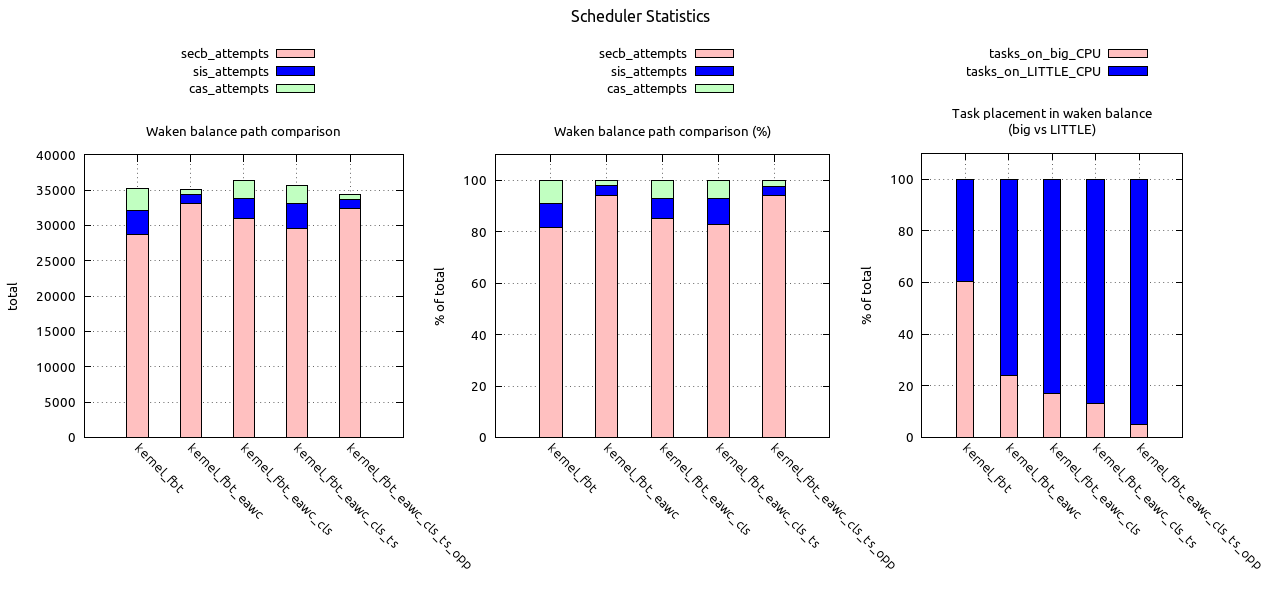 Scheduler Statistics
secb_attempts
sis_attempts
cas_attempts
Waken balance path comparison
40000
35000
30000
25000
20000
15000
10000
5000
0
total
kernel_fbt
kernel_fbt_eawc
kernel_fbt_eawc_cls
kernel_fbt_eawc_cls_ts
kernel_fbt_eawc_cls_ts_opp
secb_attempts
sis_attempts
cas_attempts
Waken balance path comparison (%)
100
80
60
40
20
0
% of total
kernel_fbt
kernel_fbt_eawc
kernel_fbt_eawc_cls
kernel_fbt_eawc_cls_ts
kernel_fbt_eawc_cls_ts_opp
tasks_on_big_CPU
tasks_on_LITTLE_CPU
Task placement in waken balance
(big vs LITTLE)
100
80
60
40
20
0
% of total
kernel_fbt
kernel_fbt_eawc
kernel_fbt_eawc_cls
kernel_fbt_eawc_cls_ts
kernel_fbt_eawc_cls_ts_opp